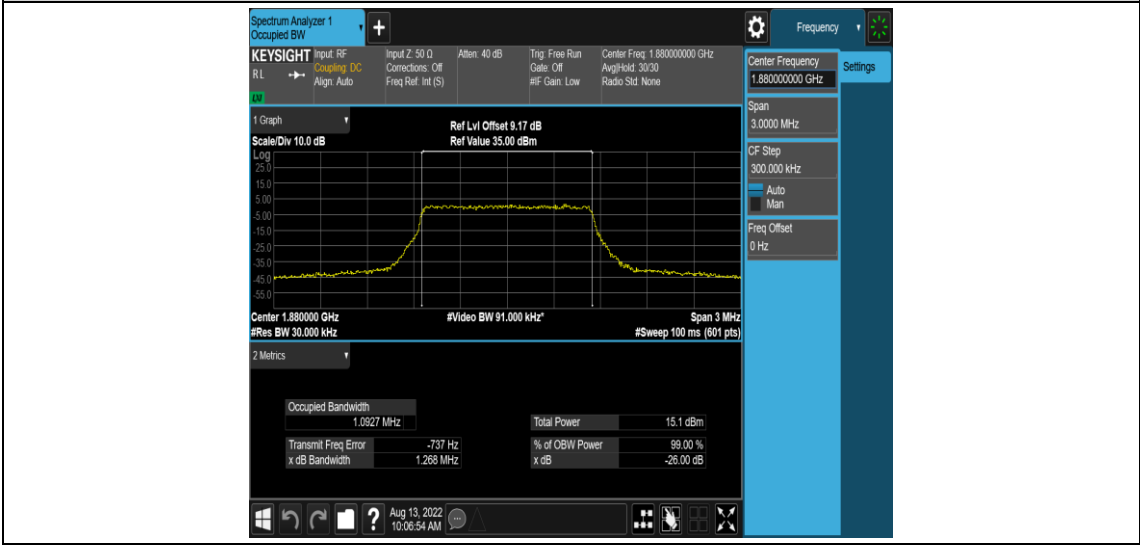 Spectrum Analyzer 1
Occupied BW
+
Frequency
KEYSIGHT
RL
LM
Input: RF
Coupling: DC
Align: Auto
Input Z: 50 Ω
Corrections: Off
Freq Ref: Int (S)
Atten: 40 dB
Trig: Free Run
Gate: Off
#IF Gain: Low
Center Freq: 1.880000000 GHz
Avg|Hold: 30/30
Radio Std: None
Center Frequency
1.880000000 GHz
Settings
Span
3.0000 MHz
CF Step
300.000 kHz
Auto
Man
Freq Offset
0 Hz
1 Graph
Scale/Div 10.0 dB
Ref Lvl Offset 9.17 dB
Ref Value 35.00 dBm
Log
25.0
15.0
5.00
-5.00
-15.0
-25.0
-35.0
-45.0
-55.0
Center 1.880000 GHz
#Video BW 91.000 kHz*
Span 3 MHz
#Res BW 30.000 kHz
#Sweep 100 ms (601 pts)
2 Metrics
Occupied Bandwidth
1.0927 MHz
Total Power 15.1 dBm
Transmit Freq Error -737 Hz
% of OBW Power 99.00 %
x dB Bandwidth 1.268 MHz
x dB -26.00 dB
?
Aug 13, 2022
10:06:54 AM